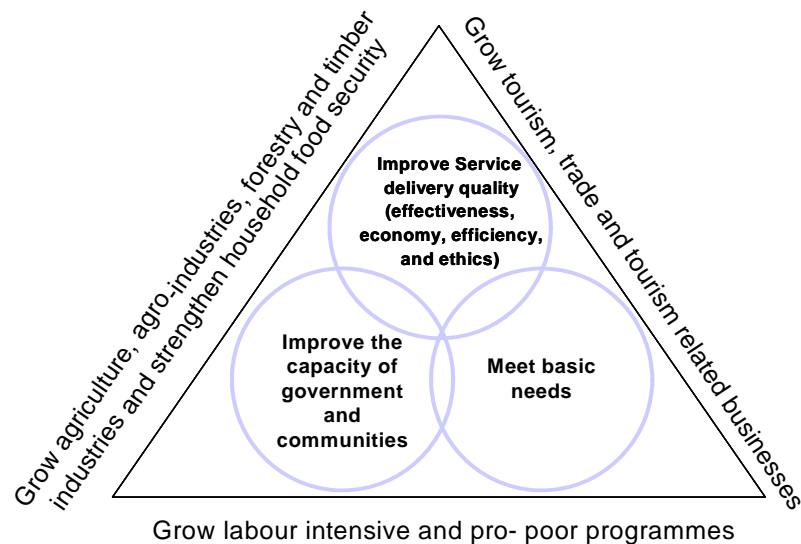 Grow agriculture, agro-industries, forestry and timber
industries and strengthen household food security
Grow tourism, trade and tourism related businesses
Improve Service
delivery quality
(effectiveness,
economy, efficiency,
and ethics)
Improve the
capacity of
government
and
communities
Meet basic
needs
Grow labour intensive and pro- poor programmes